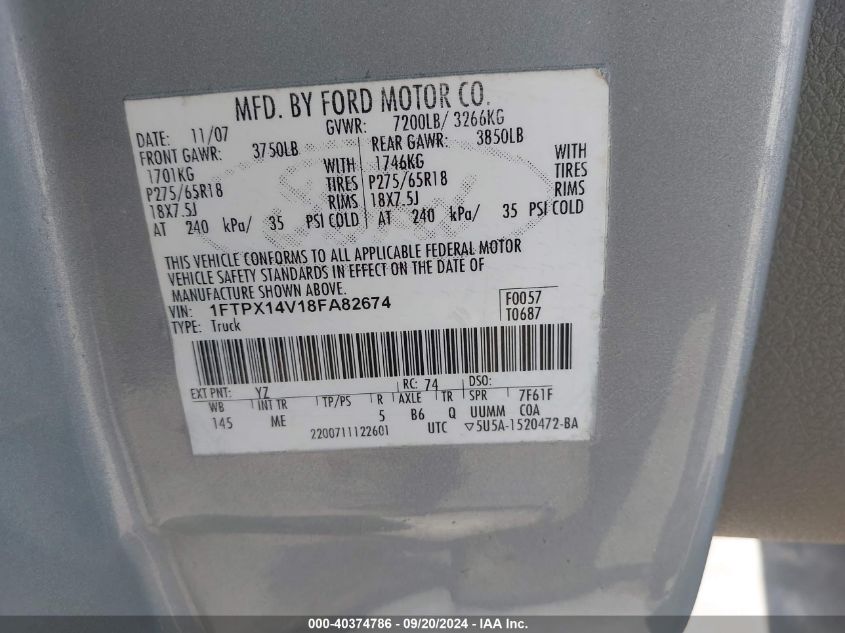 MFD. BY FORD MOTOR CO.
DATE: 11/07 GVWR: 7200LB/ 3266KG
FRONT GAWR: 3750LB REAR GAWR: 3850LB
1701KG WITH 1746KG WITH
P275/65R18 TIRES P275/65R18 TIRES
18X7.5J RIMS 18X7.5J RIMS
AT 240 kPa/ 35 PSI COLD AT 240 kPa/ 35 PSI COLD
THIS VEHICLE CONFORMS TO ALL APPLICABLE FEDERAL MOTOR
VEHICLE SAFETY STANDARDS IN EFFECT ON THE DATE OF
MANUFACTURE SHOWN ABOVE.
VIN: 1FTPX14V18FA82674 F0057
TYPE: Truck T0687
EXT PNT: YZ RC: 74 DSO:
WB INT TR TP/PS R AXLE TR SPR 7F61F
145 ME 5 B6 Q UUMM COA
2200711122601 UTC ▽5U5A-1520472-BA
000-40374786 - 09/20/2024 - IAAI - US Inc.